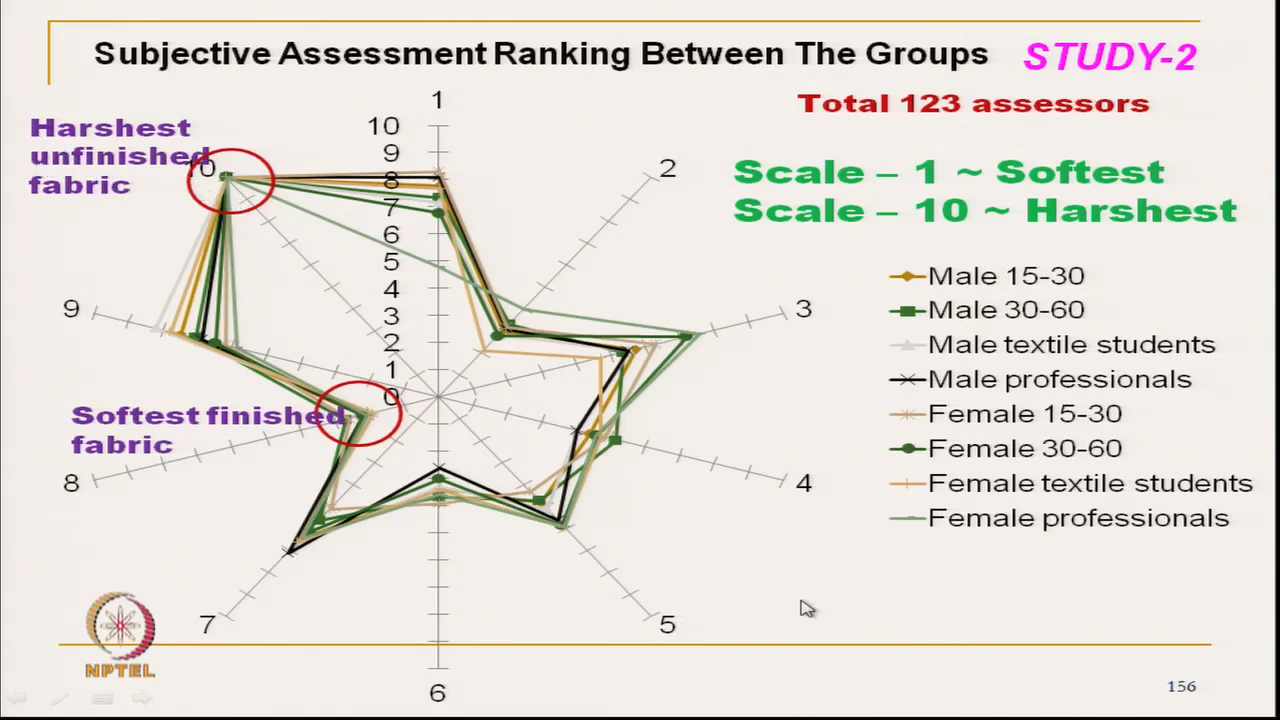 Subjective Assessment Ranking Between The Groups
STUDY-2
Total 123 assessors
Harshest
unfinished
fabric
Scale – 1 ~ Softest
Scale – 10 ~ Harshest
1
2
3
4
5
6
7
8
9
10
10
9
8
7
6
5
4
3
2
1
0
Softest finished
fabric
Male 15-30
Male 30-60
Male textile students
Male professionals
Female 15-30
Female 30-60
Female textile students
Female professionals
NPTEL
156